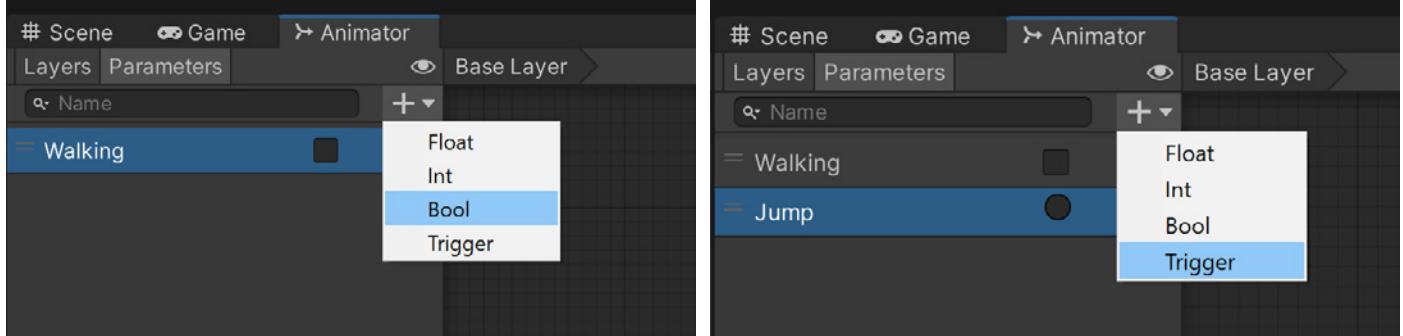 Scene Game Animator
Layers Parameters Base Layer
Name
Walking
Float
Int
Bool
Trigger
Scene Game Animator
Layers Parameters Base Layer
Name
Walking
Jump
Float
Int
Bool
Trigger